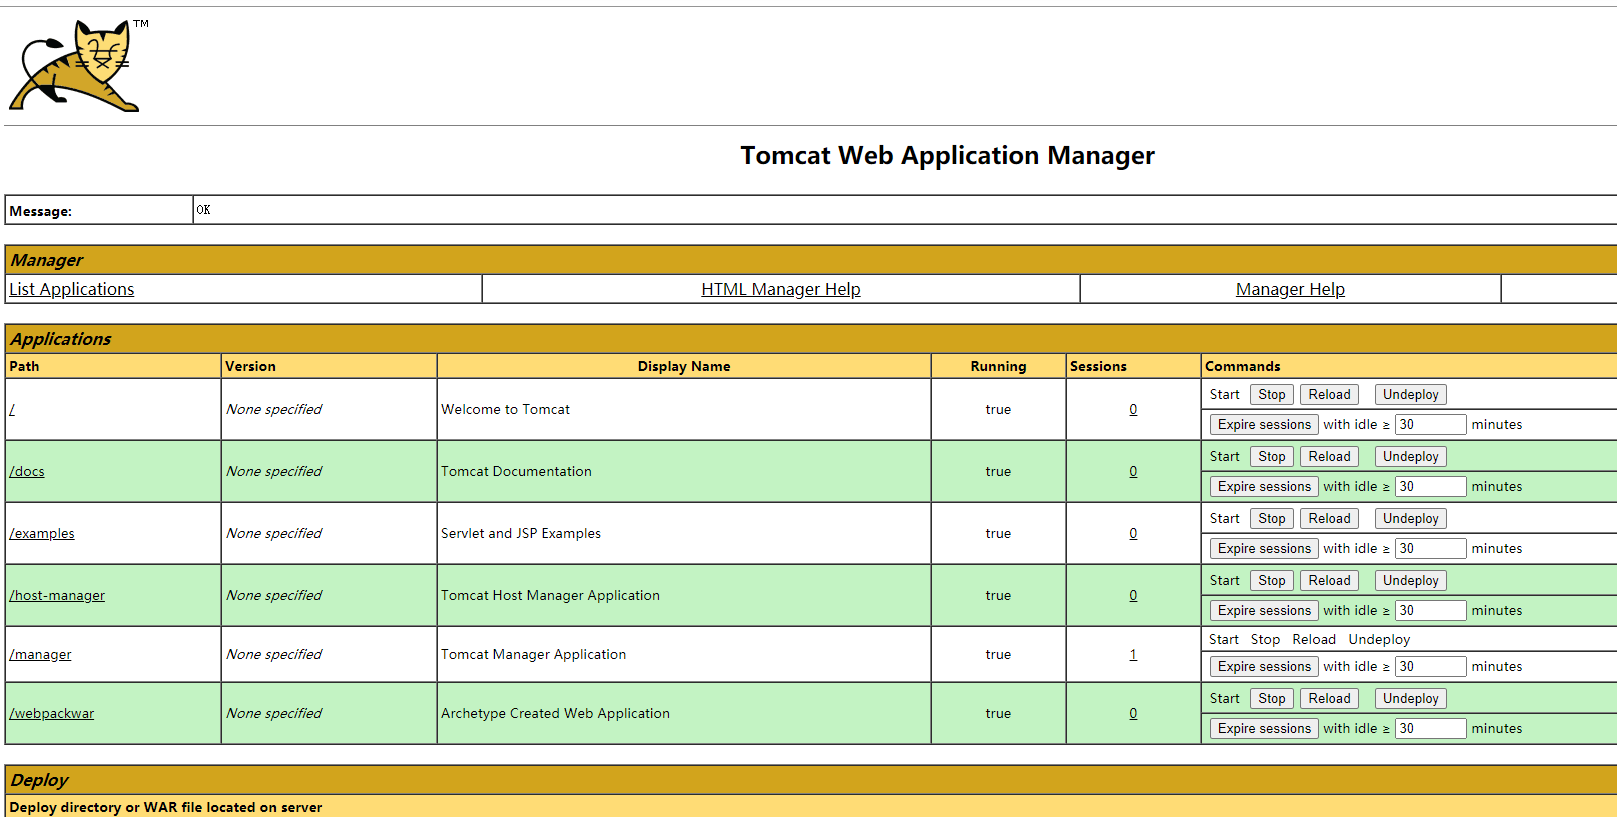 TM
Tomcat Web Application Manager
Message: OK
Manager
List Applications HTML Manager Help Manager Help
Applications
Path Version Display Name Running Sessions Commands
/ None specified Welcome to Tomcat true 0 Start Stop Reload Undeploy
Expire sessions with idle ≥ 30 minutes
/docs None specified Tomcat Documentation true 0 Start Stop Reload Undeploy
Expire sessions with idle ≥ 30 minutes
/examples None specified Servlet and JSP Examples true 0 Start Stop Reload Undeploy
Expire sessions with idle ≥ 30 minutes
/host-manager None specified Tomcat Host Manager Application true 0 Start Stop Reload Undeploy
Expire sessions with idle ≥ 30 minutes
/manager None specified Tomcat Manager Application true 1 Start Stop Reload Undeploy
Expire sessions with idle ≥ 30 minutes
/webpackwar None specified Archetype Created Web Application true 0 Start Stop Reload Undeploy
Expire sessions with idle ≥ 30 minutes
Deploy
Deploy directory or WAR file located on server